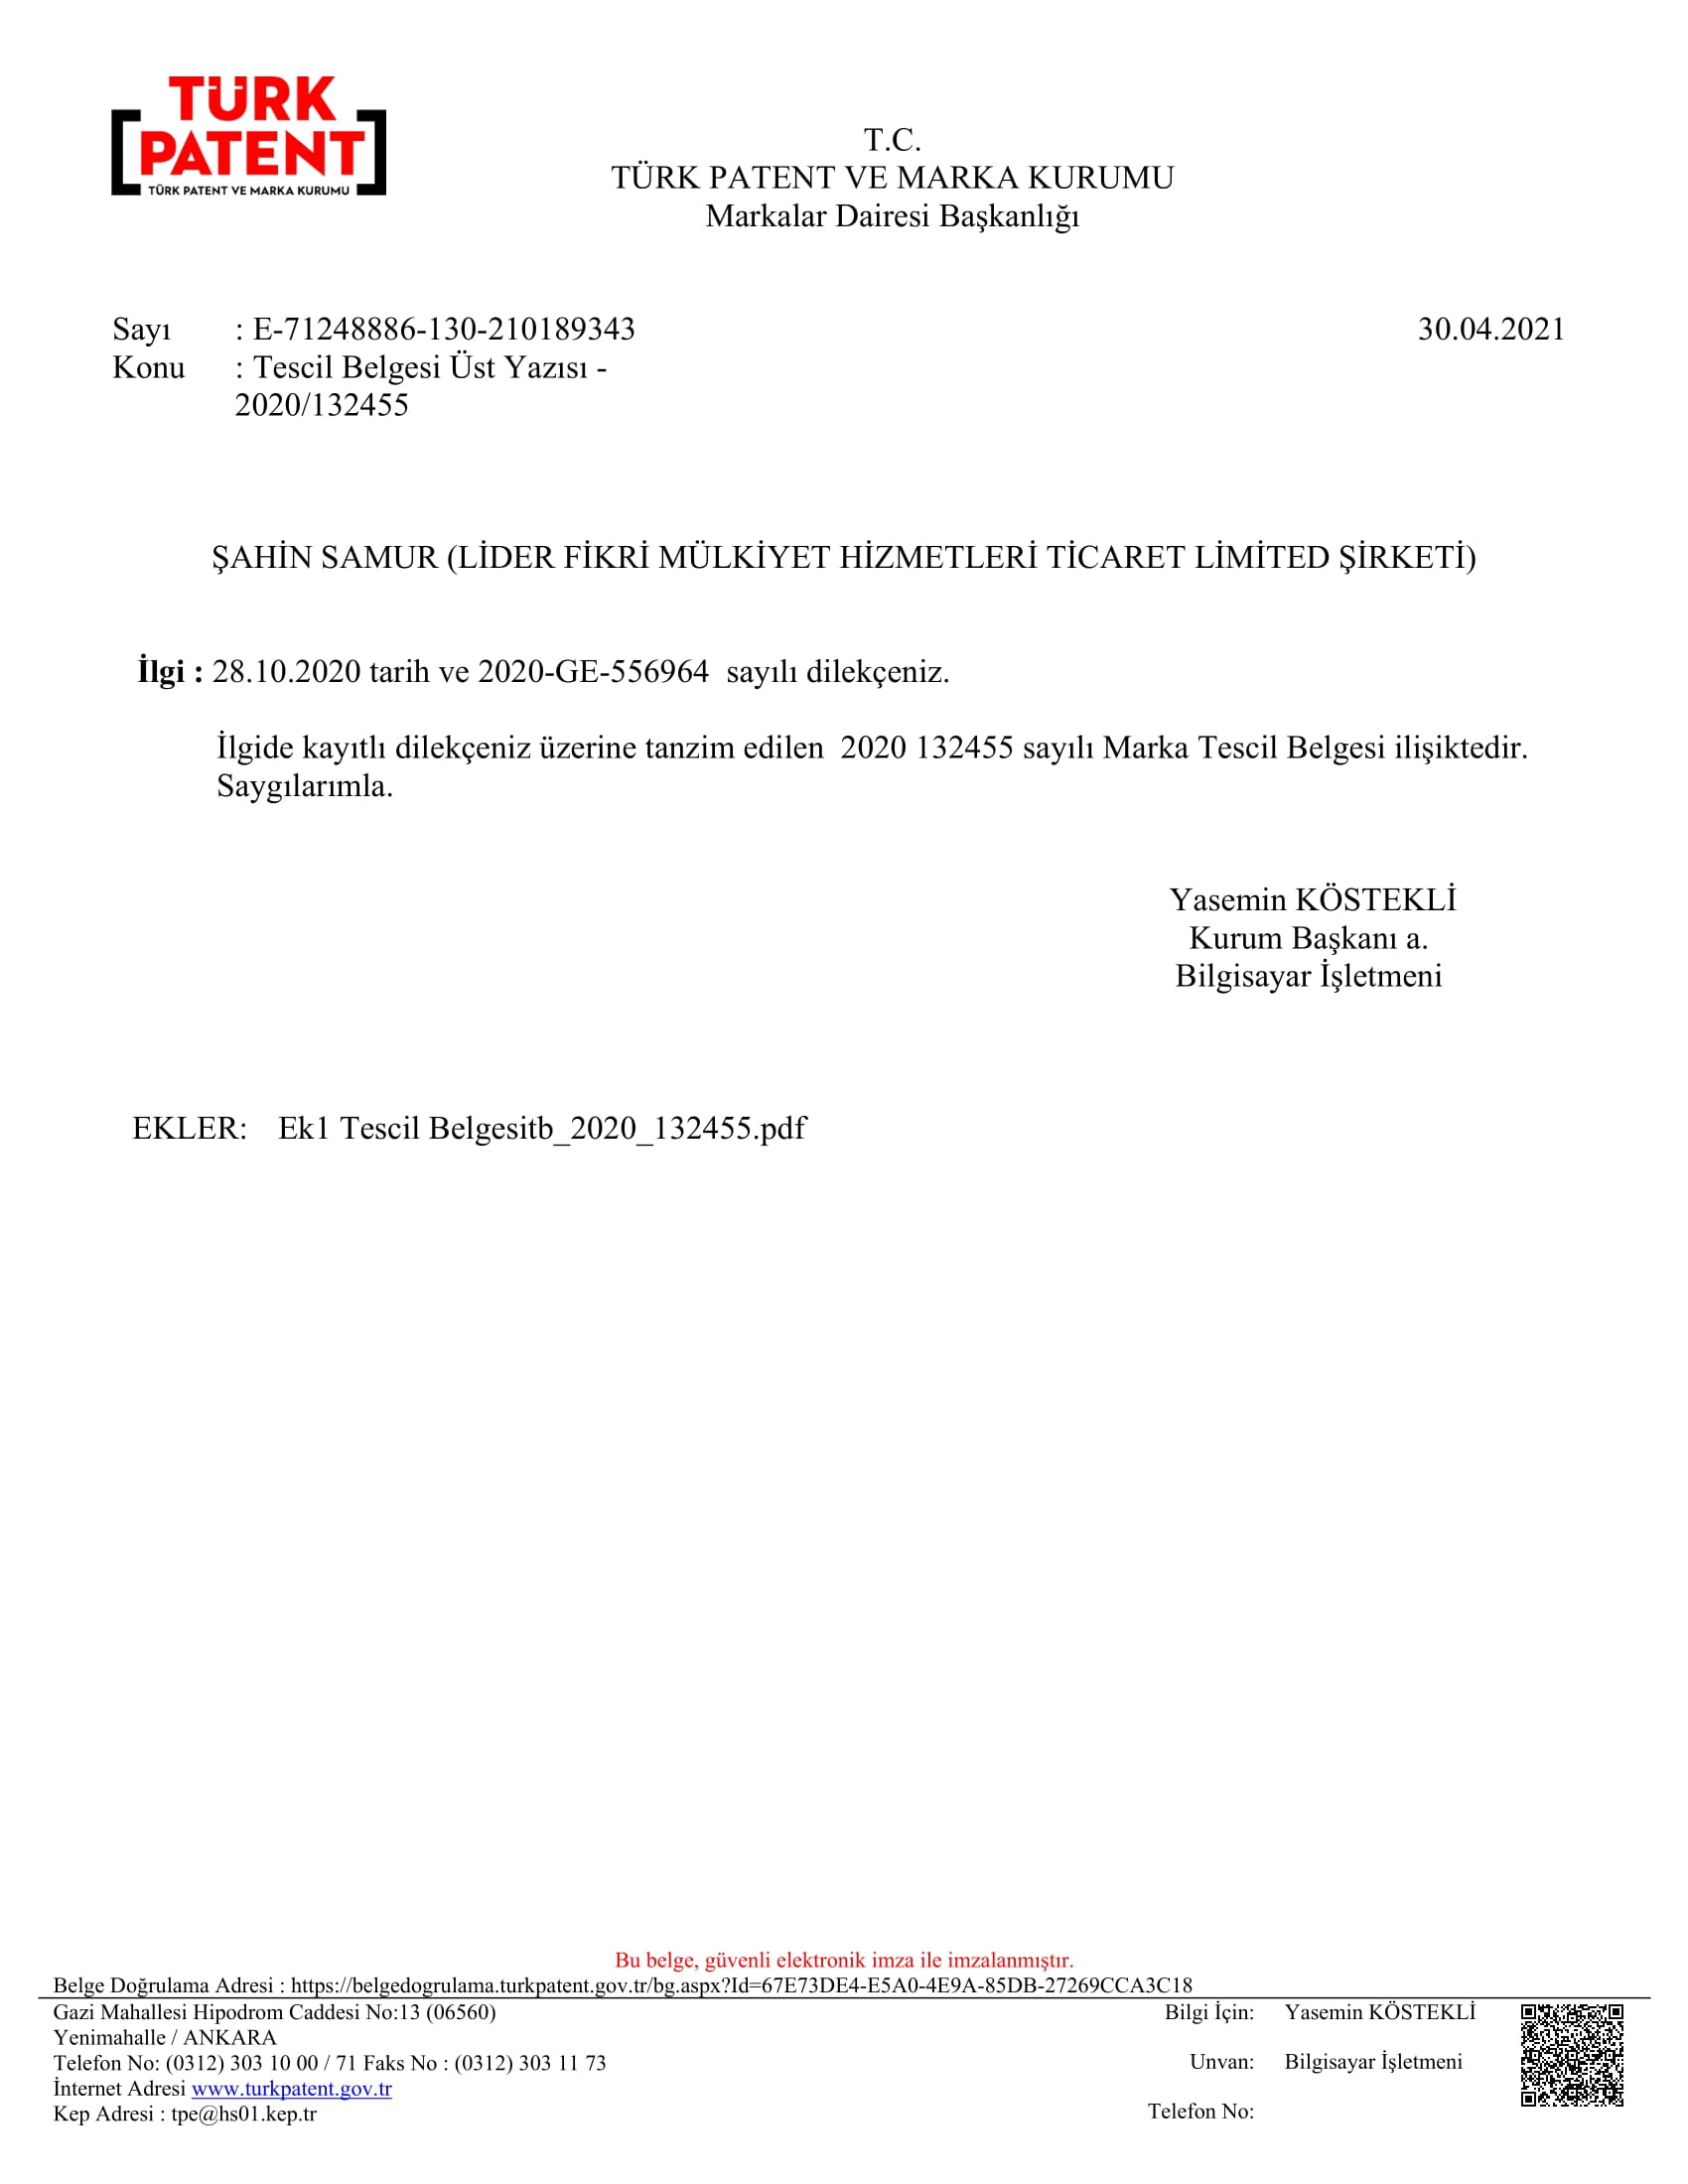 TÜRK
PATENT
TÜRK PATENT VE MARKA KURUMU
T.C.
TÜRK PATENT VE MARKA KURUMU
Markalar Dairesi Başkanlığı
Sayı : E-71248886-130-210189343 30.04.2021
Konu : Tescil Belgesi Üst Yazısı -
2020/132455
ŞAHİN SAMUR (LİDER FİKRİ MÜLKİYET HİZMETLERİ TİCARET LİMİTED ŞİRKETİ)
İlgi : 28.10.2020 tarih ve 2020-GE-556964 sayılı dilekçeniz.
İlgide kayıtlı dilekçeniz üzerine tanzim edilen 2020 132455 sayılı Marka Tescil Belgesi ilişiktedir.
Saygılarımla.
Yasemin KÖSTEKLİ
Kurum Başkanı a.
Bilgisayar İşletmeni
EKLER: Ek1 Tescil Belgesitb_2020_132455.pdf
Bu belge, güvenli elektronik imza ile imzalanmıştır.
Belge Doğrulama Adresi : https://belgedogrulama.turkpatent.gov.tr/bg.aspx?Id=67E73DE4-E5A0-4E9A-85DB-27269CCA3C18
Gazi Mahallesi Hipodrom Caddesi No:13 (06560)
Yenimahalle / ANKARA
Telefon No: (0312) 303 10 00 / 71 Faks No : (0312) 303 11 73
İnternet Adresi www.turkpatent.gov.tr
Kep Adresi : tpe@hs01.kep.tr
Bilgi İçin: Yasemin KÖSTEKLİ
Unvan: Bilgisayar İşletmeni
Telefon No: